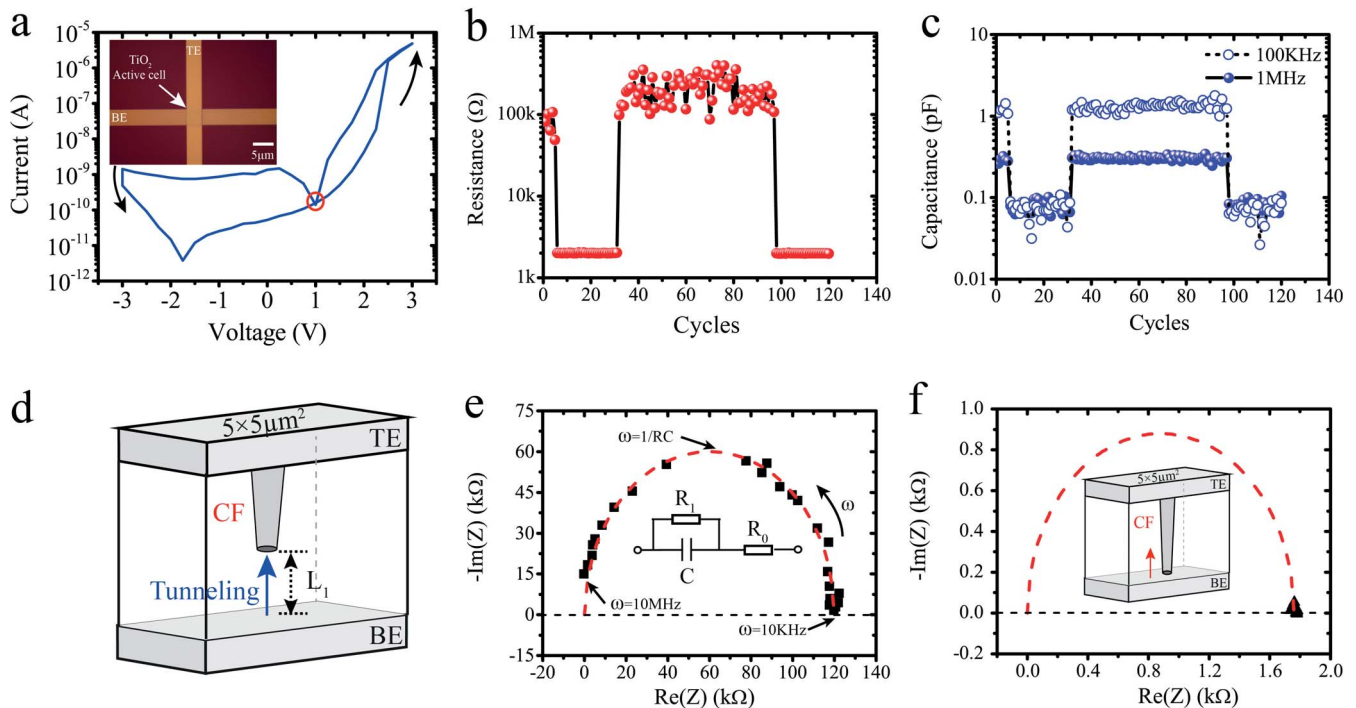 a
Current (A)
10⁻⁵
10⁻⁶
10⁻⁷
10⁻⁸
10⁻⁹
10⁻¹⁰
10⁻¹¹
10⁻¹²
TiO₂
Active cell
TE
BE
5µm
-3 -2 -1 0 1 2 3
Voltage (V)
b
Resistance (Ω)
1M
100k
10k
1k
0 20 40 60 80 100 120 140
Cycles
c
Capacitance (pF)
10
1
0.1
0.01
100KHz
1MHz
0 20 40 60 80 100 120 140
Cycles
d
5×5µm²
TE
CF
Tunneling
L₁
BE
e
-Im(Z) (kΩ)
75
60
45
30
15
0
-15
ω=1/RC
ω
R₁
C
R₀
ω=10MHz
ω=10KHz
-20 0 20 40 60 80 100 120 140
Re(Z) (kΩ)
f
-Im(Z) (kΩ)
1.0
0.8
0.6
0.4
0.2
0.0
-0.2
5×5µm²
TE
CF
BE
0.0 0.4 0.8 1.2 1.6 2.0
Re(Z) (kΩ)